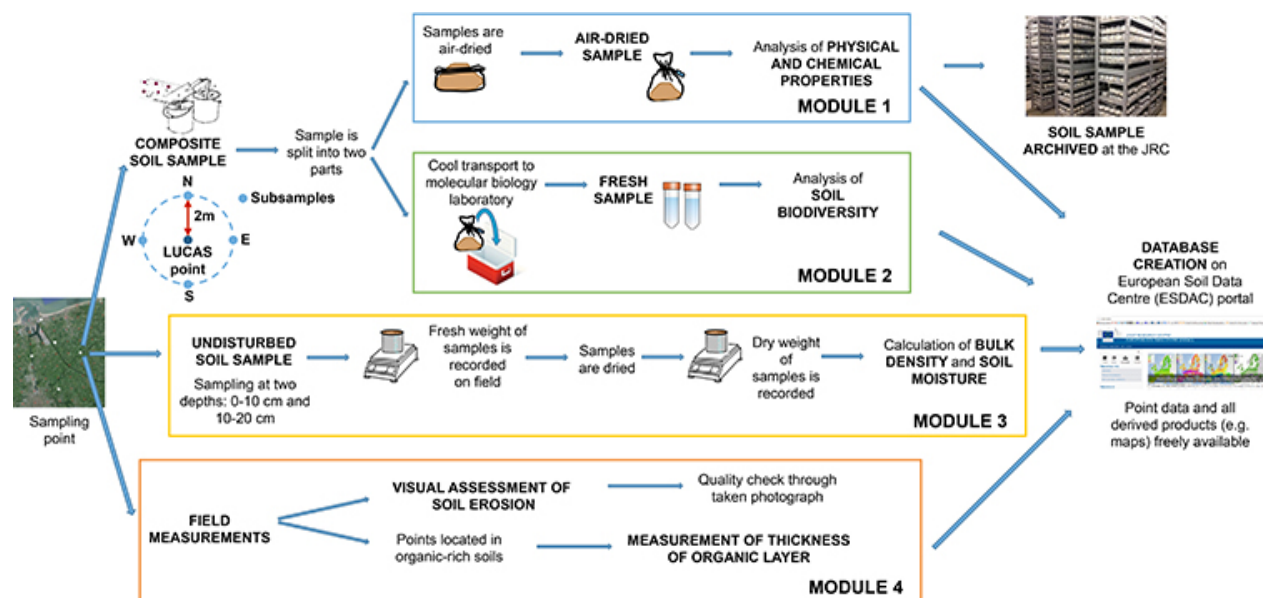 Samples are
air-dried
AIR-DRIED
SAMPLE
Analysis of PHYSICAL
AND CHEMICAL
PROPERTIES
MODULE 1
SOIL SAMPLE
ARCHIVED at the JRC
COMPOSITE
SOIL SAMPLE
Sample is
split into two
parts
N
Subsamples
2m
W
E
LUCAS
point
S
Cool transport to
molecular biology
laboratory
FRESH
SAMPLE
Analysis of
SOIL
BIODIVERSITY
MODULE 2
DATABASE
CREATION on
European Soil Data
Centre (ESDAC) portal
Point data and all
derived products (e.g.
maps) freely available
Sampling
point
UNDISTURBED
SOIL SAMPLE
Sampling at two
depths: 0-10 cm and
10-20 cm
Fresh weight of
samples is
recorded
on field
Samples
are dried
Dry weight
of
samples is
recorded
Calculation of BULK
DENSITY and SOIL
MOISTURE
MODULE 3
FIELD
MEASUREMENTS
VISUAL ASSESSMENT OF
SOIL EROSION
Quality check through
taken photograph
Points located in
organic-rich soils
MEASUREMENT OF THICKNESS
OF ORGANIC LAYER
MODULE 4